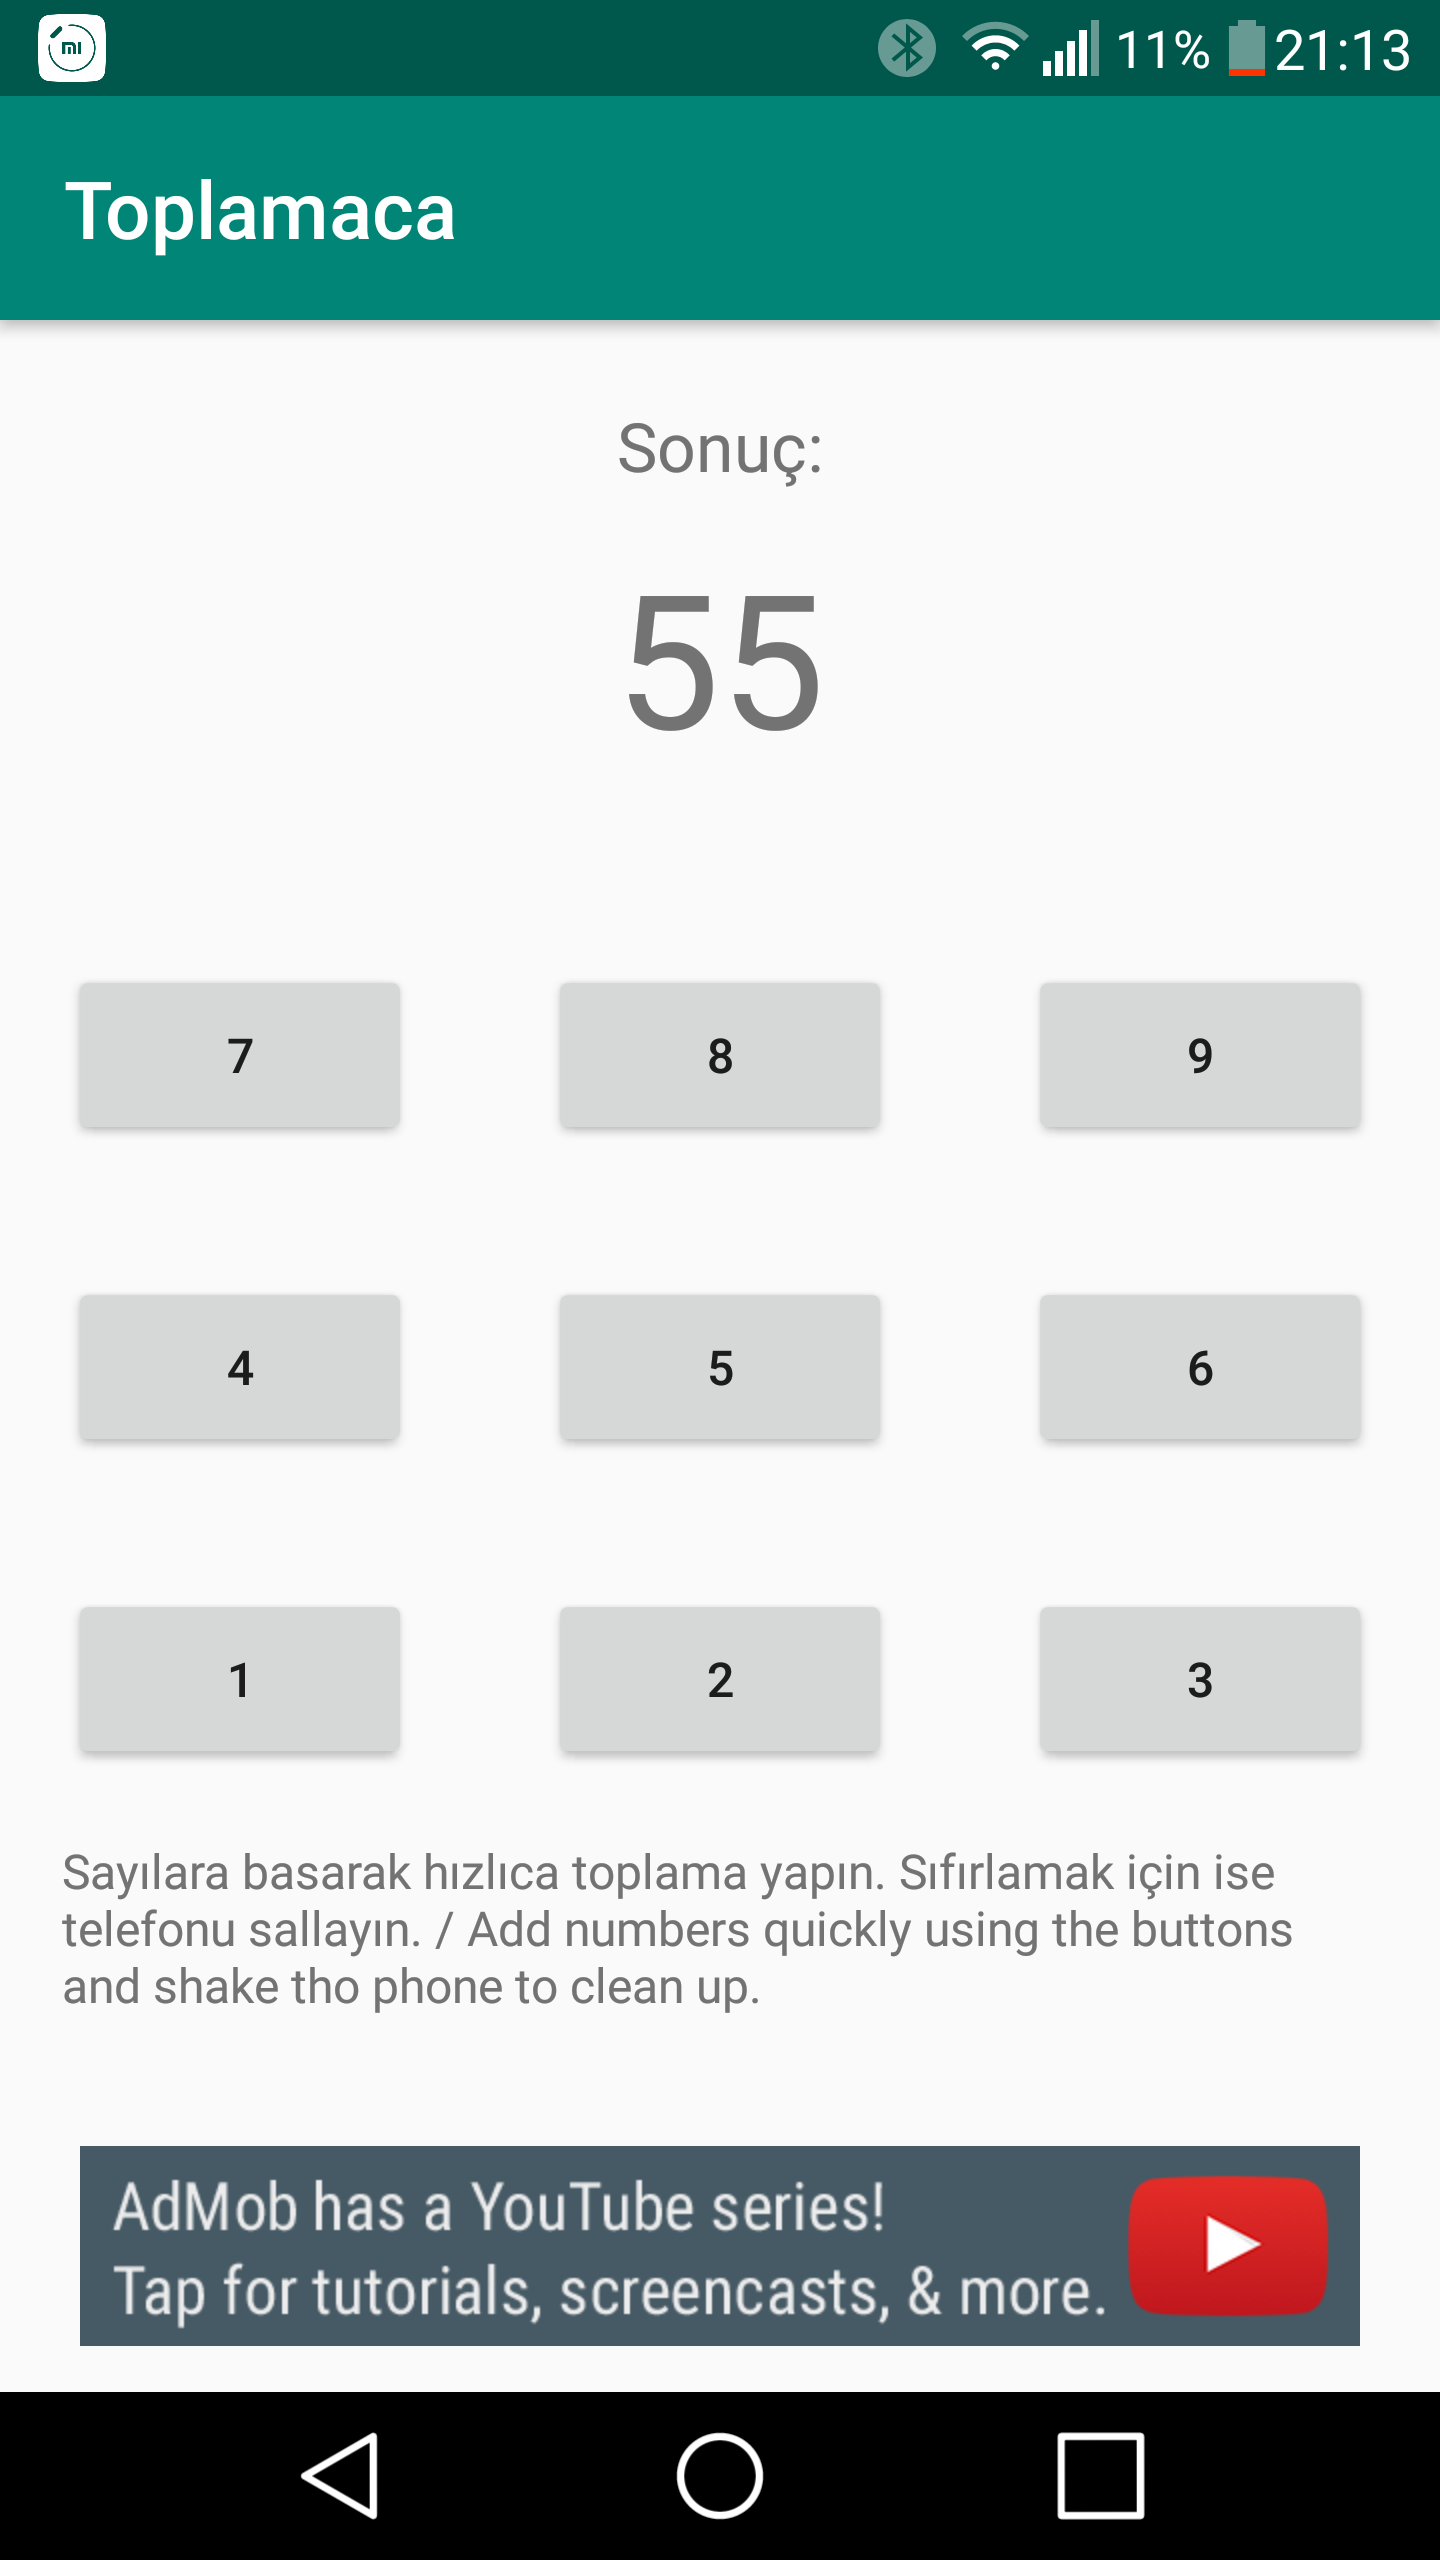 mi
11% 21:13
Toplamaca
Sonuç:
55
7 8 9
4 5 6
1 2 3
Sayılara basarak hızlıca toplama yapın. Sıfırlamak için ise
telefonu sallayın. / Add numbers quickly using the buttons
and shake tho phone to clean up.
AdMob has a YouTube series!
Tap for tutorials, screencasts, & more.